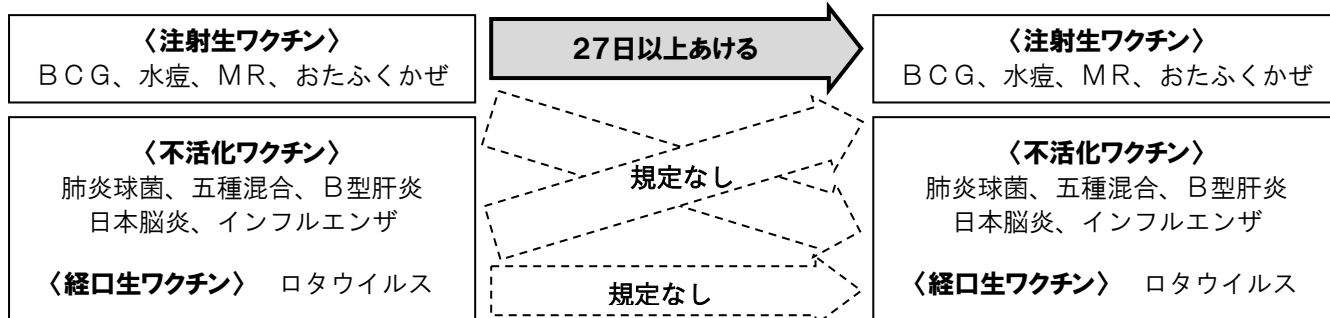 〈注射生ワクチン〉
BCG、水痘、MR、おたふくかぜ
27日以上あける
〈注射生ワクチン〉
BCG、水痘、MR、おたふくかぜ
〈不活化ワクチン〉
肺炎球菌、五種混合、B型肝炎
日本脳炎、インフルエンザ
〈経口生ワクチン〉 ロタウイルス
規定なし
規定なし
〈不活化ワクチン〉
肺炎球菌、五種混合、B型肝炎
日本脳炎、インフルエンザ
〈経口生ワクチン〉 ロタウイルス